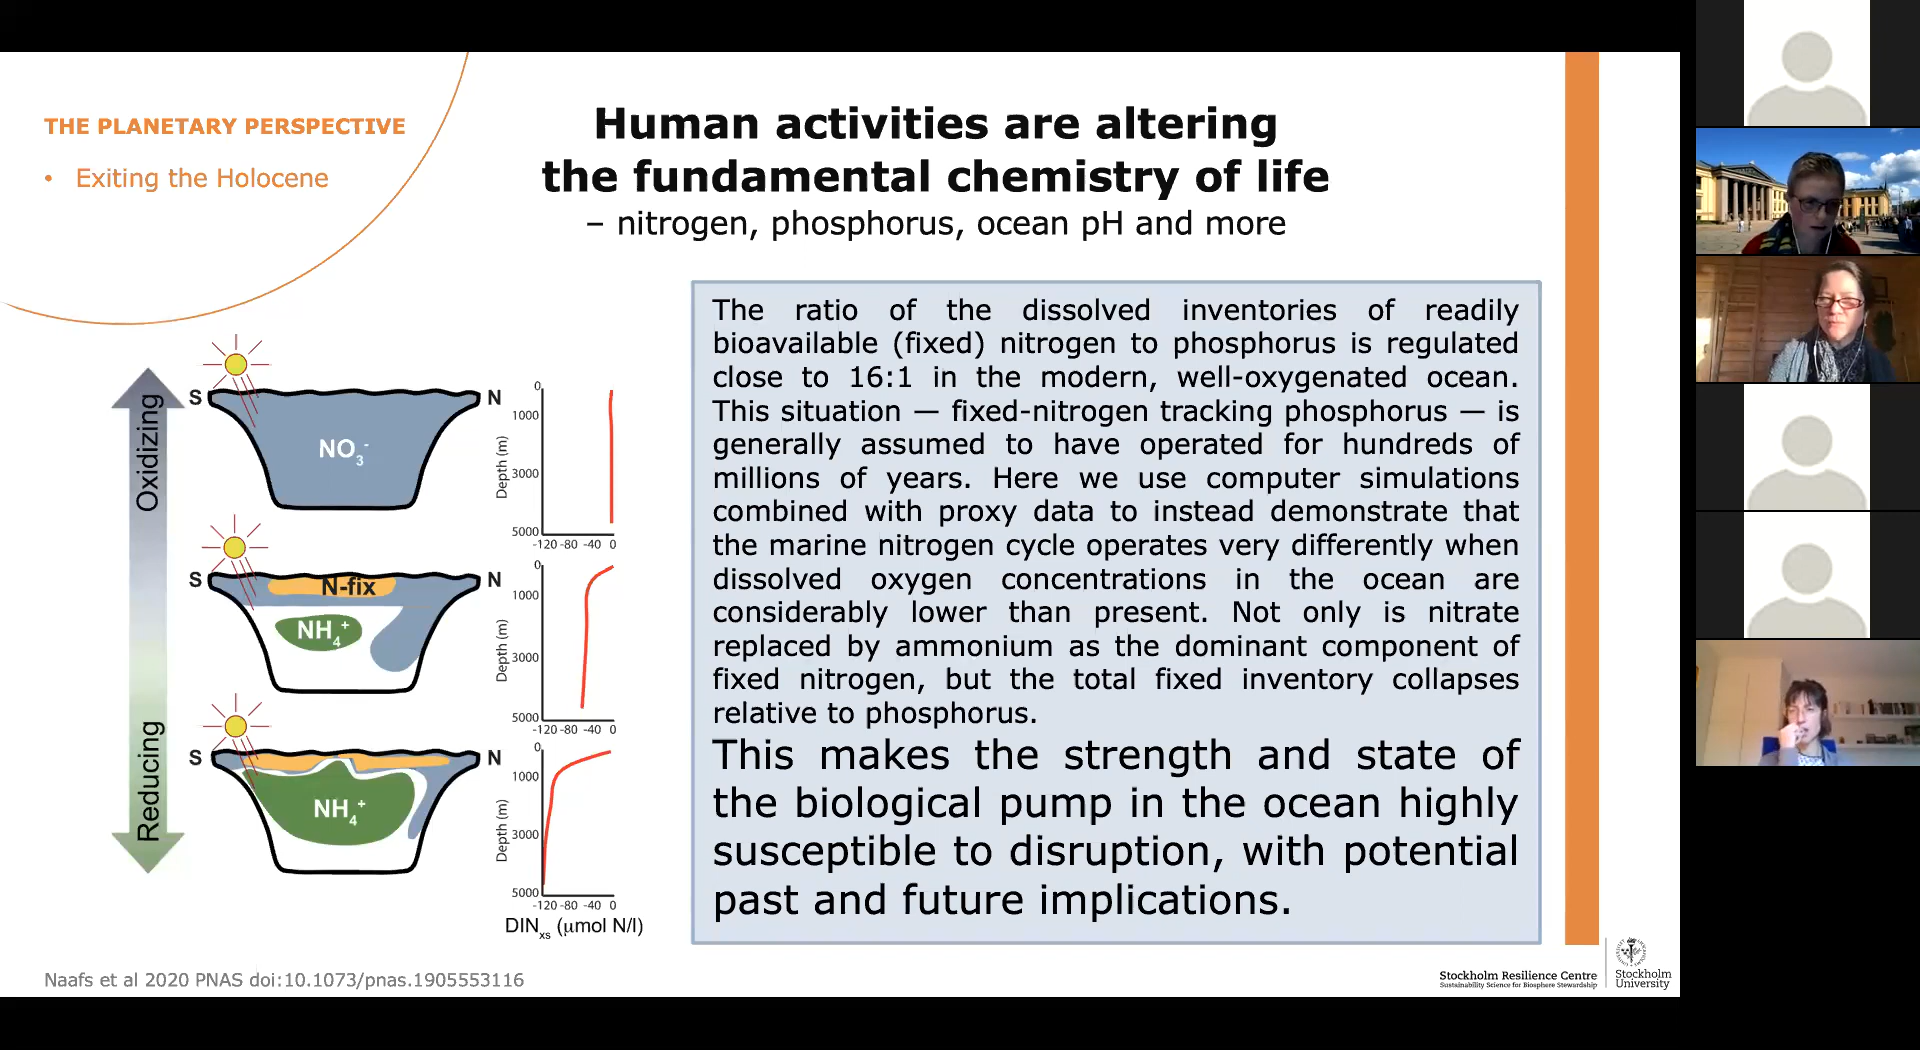 THE PLANETARY PERSPECTIVE
• Exiting the Holocene
Human activities are altering
the fundamental chemistry of life
– nitrogen, phosphorus, ocean pH and more
Oxidizing
Reducing
S
N
NO3-
Depth (m)
0
1000
3000
5000
-120 -80 -40 0
S
N
N-fix
NH4+
Depth (m)
0
1000
3000
5000
-120 -80 -40 0
S
N
NH4+
Depth (m)
0
1000
3000
5000
-120 -80 -40 0
DINxs (µmol N/l)
The ratio of the dissolved inventories of readily
bioavailable (fixed) nitrogen to phosphorus is regulated
close to 16:1 in the modern, well-oxygenated ocean.
This situation — fixed-nitrogen tracking phosphorus — is
generally assumed to have operated for hundreds of
millions of years. Here we use computer simulations
combined with proxy data to instead demonstrate that
the marine nitrogen cycle operates very differently when
dissolved oxygen concentrations in the ocean are
considerably lower than present. Not only is nitrate
replaced by ammonium as the dominant component of
fixed nitrogen, but the total fixed inventory collapses
relative to phosphorus.
This makes the strength and state of
the biological pump in the ocean highly
susceptible to disruption, with potential
past and future implications.
Naafs et al 2020 PNAS doi:10.1073/pnas.1905553116
Stockholm Resilience Centre
Sustainability Science for Biosphere Stewardship
Stockholm
University